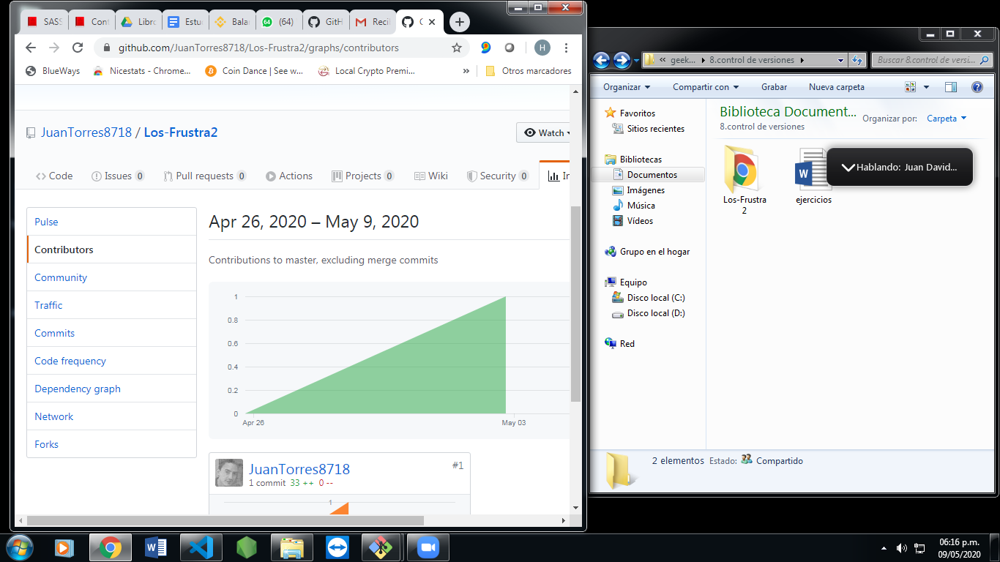 SASS
Cont
Libro
Estu
Balar
(64)
GitH
Recil
github.com/JuanTorres8718/Los-Frustra2/graphs/contributors
H
BlueWays
Nicestats - Chrome...
Coin Dance | See w...
Local Crypto Premi...
»
Otros marcadores
JuanTorres8718 / Los-Frustra2
Watch
Code
Issues 0
Pull requests 0
Actions
Projects 0
Wiki
Security 0
In
Pulse
Contributors
Community
Traffic
Commits
Code frequency
Dependency graph
Network
Forks
Apr 26, 2020 – May 9, 2020
Contributions to master, excluding merge commits
1
0.8
0.6
0.4
0.2
0
Apr 26
May 03
JuanTorres8718
#1
1 commit 33 ++ 0 --
1
« geek... 8.control de versiones
Buscar 8.control de versi...
Organizar
Compartir con
Grabar
Nueva carpeta
Favoritos
Sitios recientes
Bibliotecas
Documentos
Imágenes
Música
Vídeos
Grupo en el hogar
Equipo
Disco local (C:)
Disco local (D:)
Red
Biblioteca Document...
8.control de versiones
Organizar por: Carpeta
Los-Frustra
2
ejercicios
Hablando: Juan David...
2 elementos Estado: Compartido
06:16 p.m.
09/05/2020